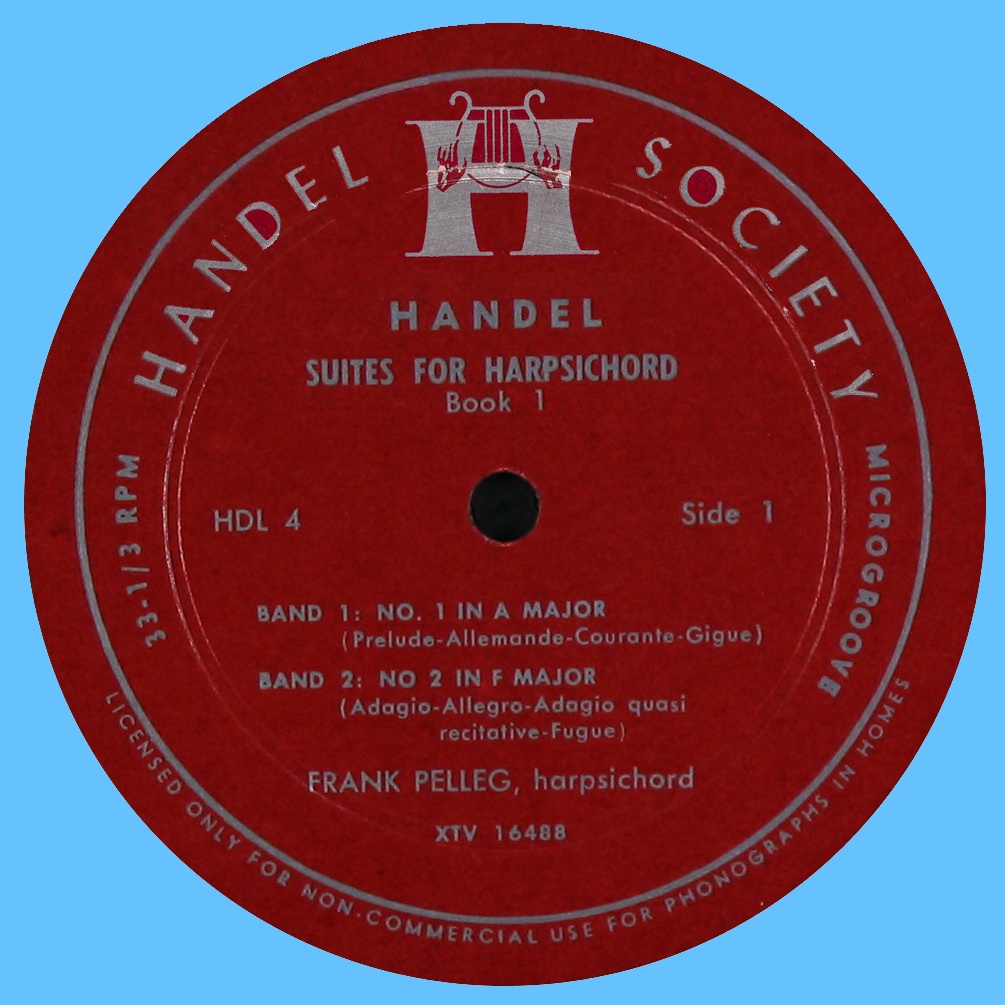 HANDEL H SOCIETY
HANDEL
SUITES FOR HARPSICHORD
Book 1
33-1/3 RPM
HDL 4
Side 1
MICROGROOVE
BAND 1: NO. 1 IN A MAJOR
(Prelude-Allemande-Courante-Gigue)
BAND 2: NO 2 IN F MAJOR
(Adagio-Allegro-Adagio quasi
recitative-Fugue)
FRANK PELLEG, harpsichord
XTV 16488
LICENSED ONLY FOR NON-COMMERCIAL USE FOR PHONOGRAPHS IN HOMES